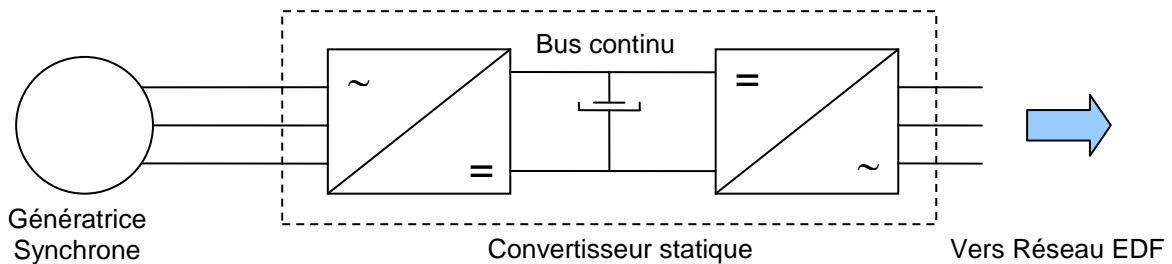 Bus continu
~
=
=
~
Génératrice
Synchrone
Convertisseur statique
Vers Réseau EDF